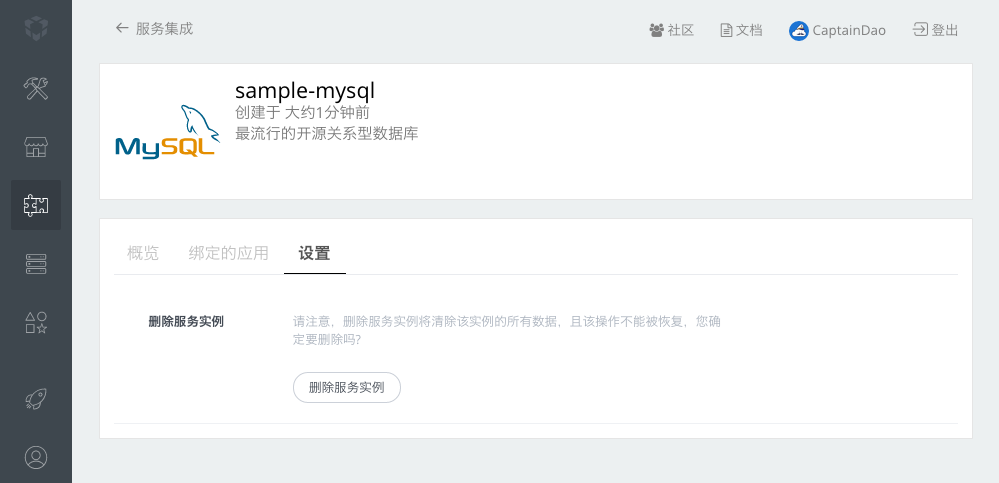 服务集成
社区 文档 CaptainDao 登出
MySQL
sample-mysql
创建于 大约1分钟前
最流行的开源关系型数据库
概览 绑定的应用 设置
删除服务实例
请注意，删除服务实例将清除该实例的所有数据，且该操作不能被恢复，您确
定要删除吗?
删除服务实例